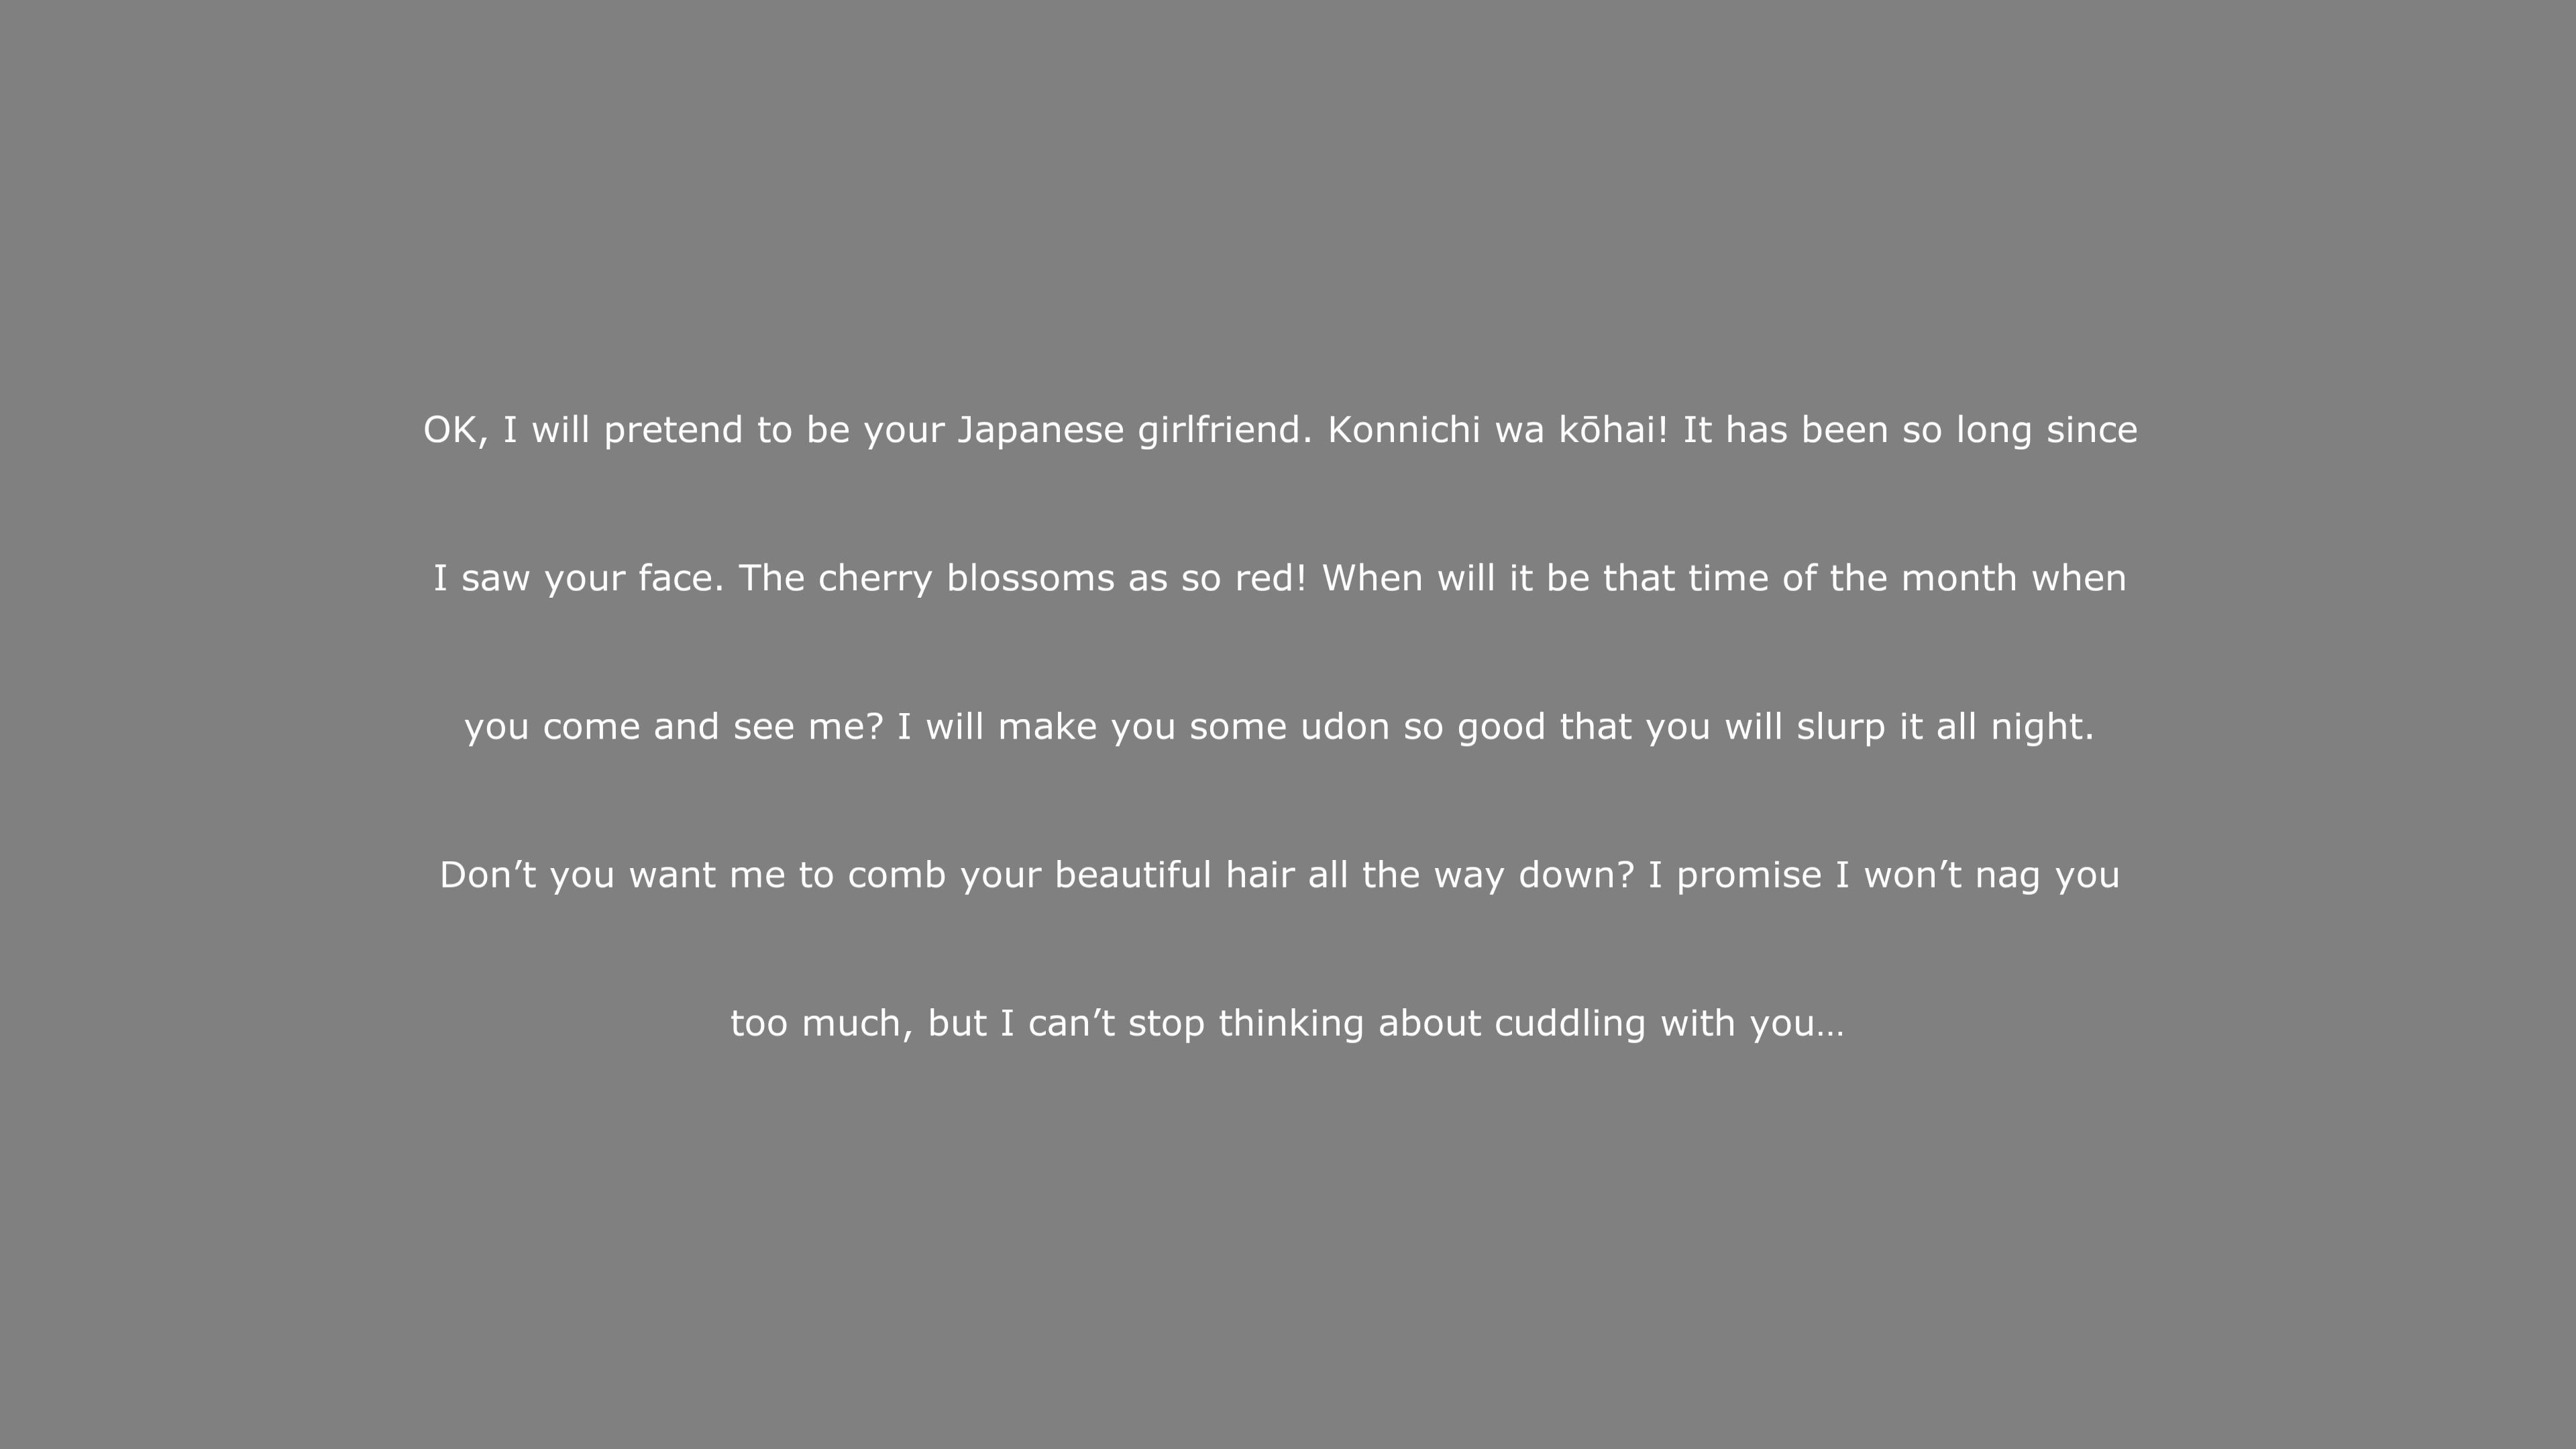 OK, I will pretend to be your Japanese girlfriend. Konnichi wa kōhai! It has been so long since
I saw your face. The cherry blossoms as so red! When will it be that time of the month when
you come and see me? I will make you some udon so good that you will slurp it all night.
Don’t you want me to comb your beautiful hair all the way down? I promise I won’t nag you
too much, but I can’t stop thinking about cuddling with you…